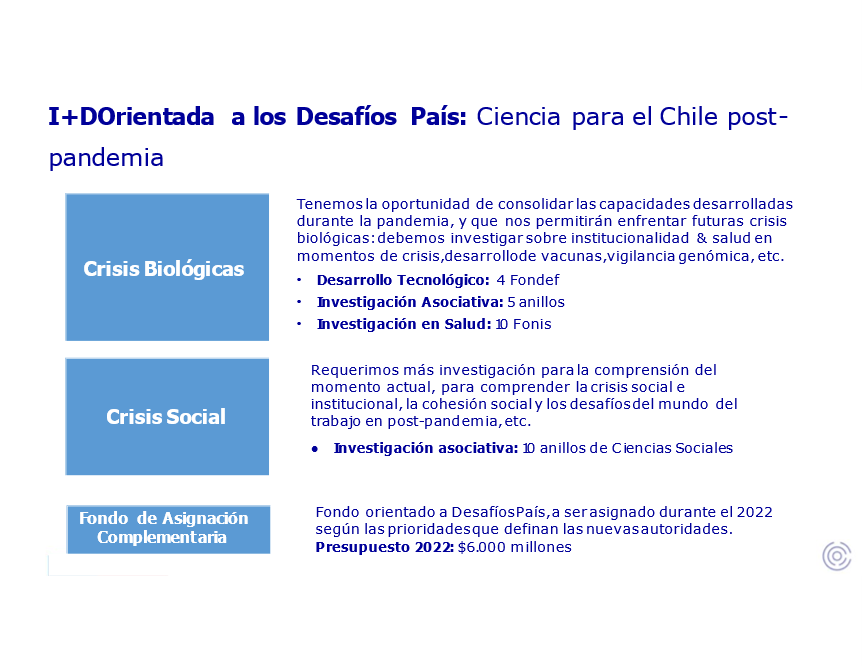 I+DOrientada a los Desafíos País: Ciencia para el Chile post-
pandemia
Crisis Biológicas
Tenemos la oportunidad de consolidar las capacidades desarrolladas
durante la pandemia, y que nos permitirán enfrentar futuras crisis
biológicas: debemos investigar sobre institucionalidad & salud en
momentos de crisis,desarrollode vacunas,vigilancia genómica, etc.
• Desarrollo Tecnológico: 4 Fondef
• Investigación Asociativa: 5 anillos
• Investigación en Salud: 10 Fonis
Crisis Social
Requerimos más investigación para la comprensión del
momento actual, para comprender la crisis social e
institucional, la cohesión social y los desafíos del mundo del
trabajo en post-pandemia, etc.
● Investigación asociativa: 10 anillos de Ciencias Sociales
Fondo de Asignación
Complementaria
Fondo orientado a Desafíos País, a ser asignado durante el 2022
según las prioridades que definan las nuevas autoridades.
Presupuesto 2022: $6.000 millones